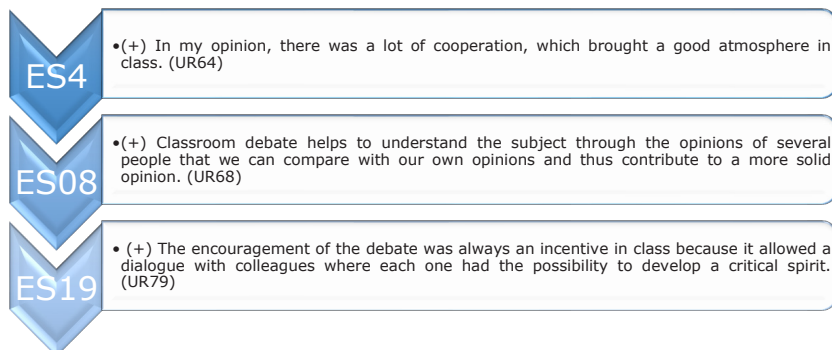 ES4
•(+) In my opinion, there was a lot of cooperation, which brought a good atmosphere in
class. (UR64)
ES08
•(+) Classroom debate helps to understand the subject through the opinions of several
people that we can compare with our own opinions and thus contribute to a more solid
opinion. (UR68)
ES19
• (+) The encouragement of the debate was always an incentive in class because it allowed a
dialogue with colleagues where each one had the possibility to develop a critical spirit.
(UR79)